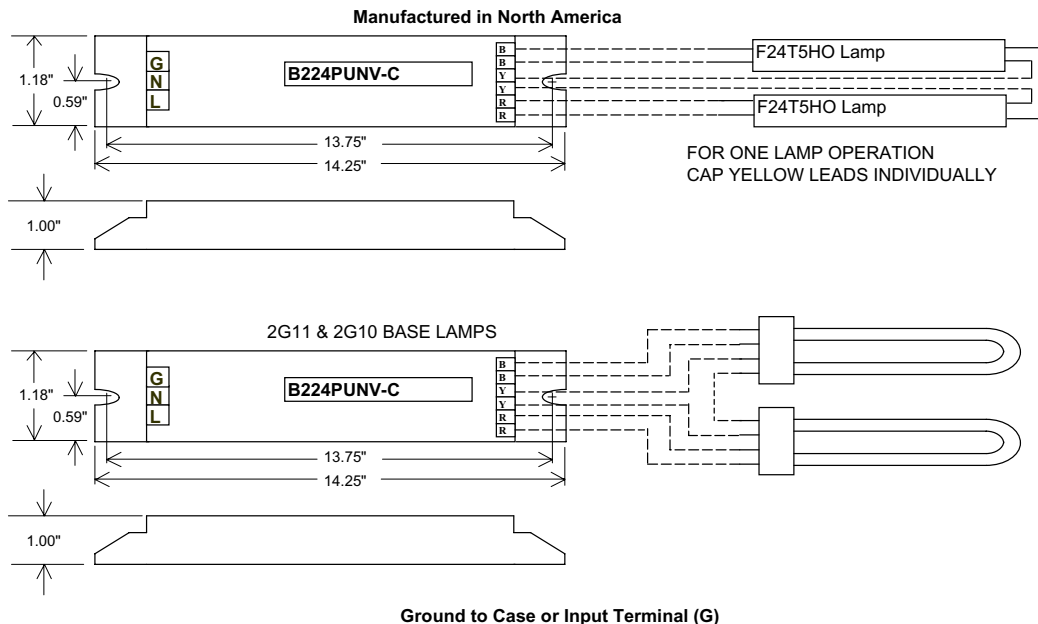 Manufactured in North America
1.18"
0.59"
G
N
L
B224PUNV-C
B
B
Y
Y
R
R
F24T5HO Lamp
F24T5HO Lamp
13.75"
14.25"
FOR ONE LAMP OPERATION
CAP YELLOW LEADS INDIVIDUALLY
1.00"
2G11 & 2G10 BASE LAMPS
1.18"
0.59"
G
N
L
B224PUNV-C
B
B
Y
Y
R
R
13.75"
14.25"
1.00"
Ground to Case or Input Terminal (G)